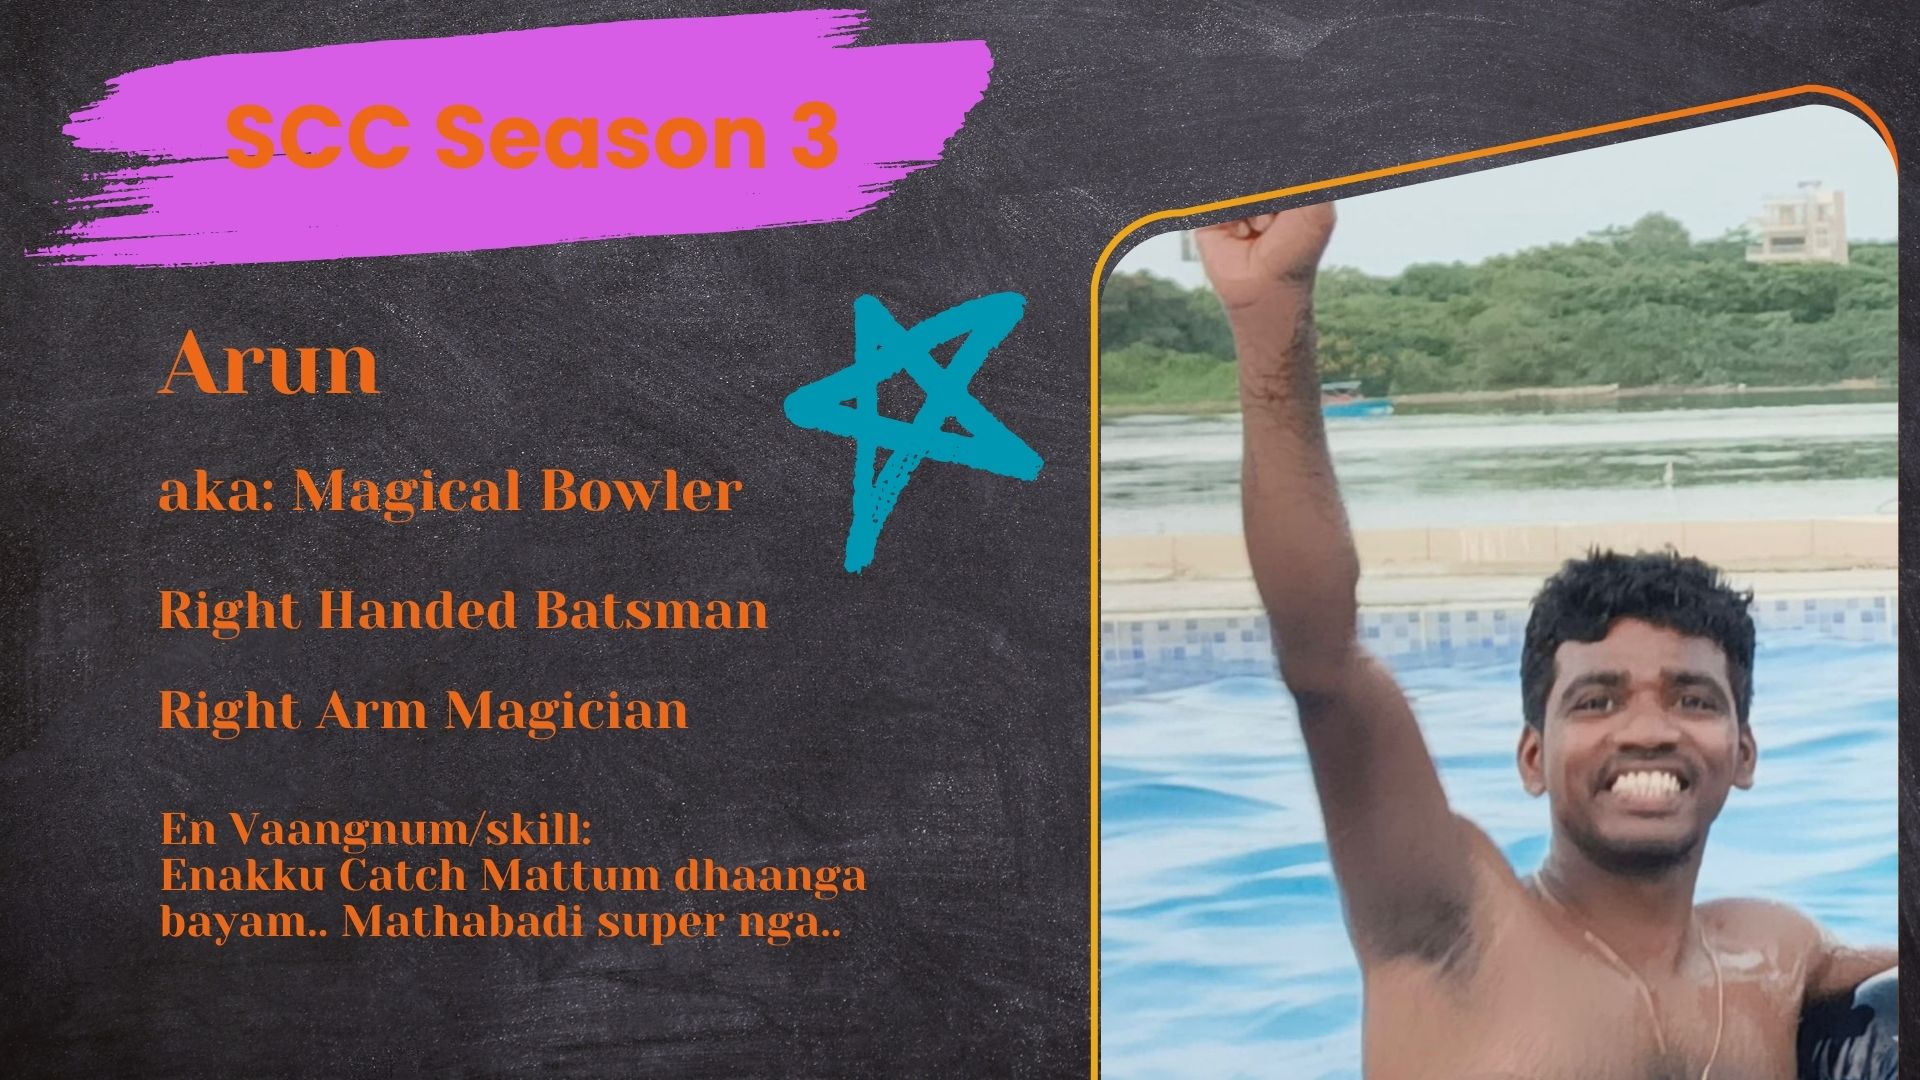 SCC Season 3
Arun
aka: Magical Bowler
Right Handed Batsman
Right Arm Magician
En Vaangnum/skill:
Enakku Catch Mattum dhaanga
bayam.. Mathabadi super nga..